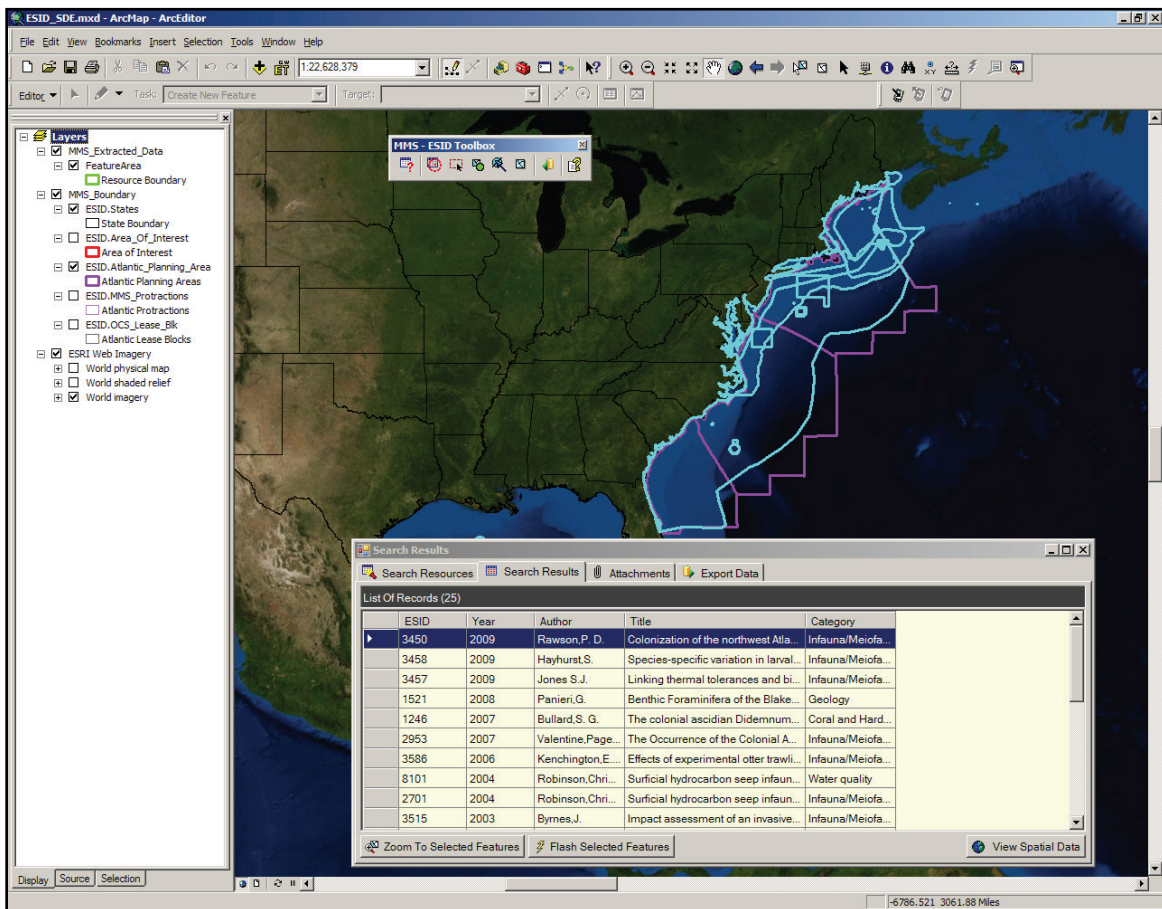 ESID_SDE.mxd - ArcMap - ArcEditor
File Edit View Bookmarks Insert Selection Tools Window Help
1:22,628,379
Editor Task: Create New Feature Target:
Layers
MMS_Extracted_Data
FeatureArea
Resource Boundary
MMS_Boundary
ESID.States
State Boundary
ESID.Area_Of_Interest
Area of Interest
ESID.Atlantic_Planning_Area
Atlantic Planning Areas
ESID.MMS_Protractions
Atlantic Protractions
ESID.OCS_Lease_Blk
Atlantic Lease Blocks
ESRI Web Imagery
World physical map
World shaded relief
World imagery
Display Source Selection
MMS - ESID Toolbox
Search Results
Search Resources Search Results Attachments Export Data
List Of Records (25)
ESID Year Author Title Category
3450 2009 Rawson,P. D. Colonization of the northwest Atla... Infauna/Meiofa...
3458 2009 Hayhurst,S. Species-specific variation in larval... Infauna/Meiofa...
3457 2009 Jones S.J. Linking thermal tolerances and bi... Infauna/Meiofa...
1521 2008 Panieri,G. Benthic Foraminifera of the Blake... Geology
1246 2007 Bullard,S. G. The colonial ascidian Didemnum... Coral and Hard...
2953 2007 Valentine,Page... The Occurrence of the Colonial A... Infauna/Meiofa...
3586 2006 Kenchington,E.... Effects of experimental otter trawli... Infauna/Meiofa...
8101 2004 Robinson,Chri... Surficial hydrocarbon seep infaun... Water quality
2701 2004 Robinson,Chri... Surficial hydrocarbon seep infaun... Infauna/Meiofa...
3515 2003 Byrnes,J. Impact assessment of an invasive... Infauna/Meiofa...
Zoom To Selected Features Flash Selected Features View Spatial Data
-6786.521 3061.88 Miles